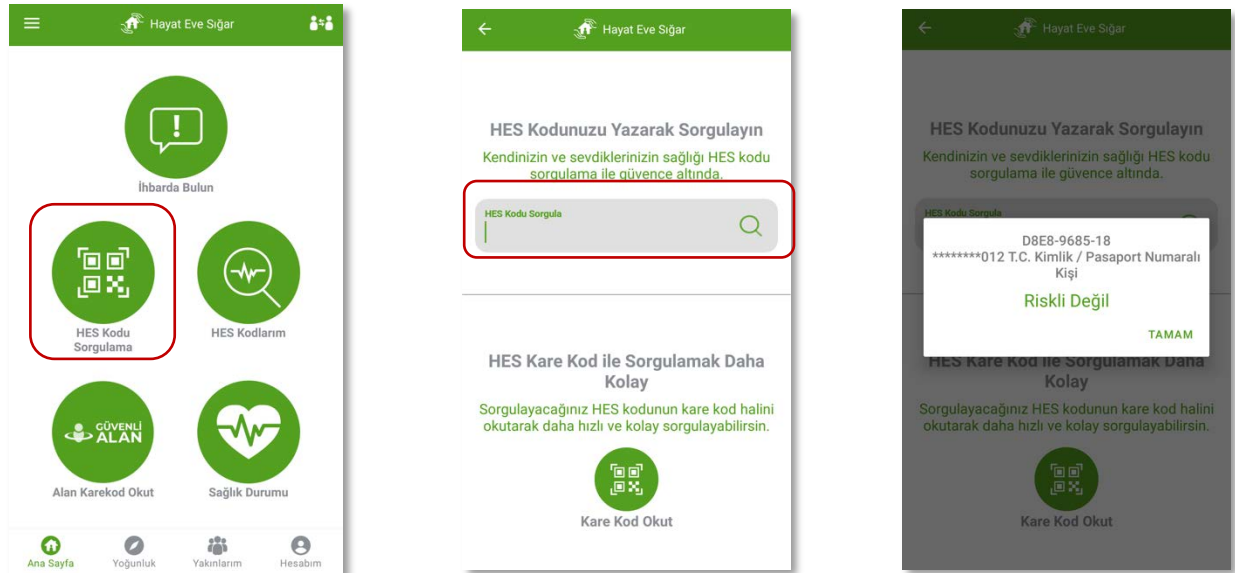 Hayat Eve Sığar
İhbarda Bulun
HES Kodu
Sorgulama
HES Kodlarım
GÜVENLİ
ALAN
Alan Karekod Okut
Sağlık Durumu
Ana Sayfa
Yoğunluk
Yakınlarım
Hesabım
Hayat Eve Sığar
HES Kodunuzu Yazarak Sorgulayın
Kendinizin ve sevdiklerinizin sağlığı HES kodu
sorgulama ile güvence altında.
HES Kodu Sorgula
HES Kare Kod ile Sorgulamak Daha
Kolay
Sorgulayacağınız HES kodunun kare kod halini
okutarak daha hızlı ve kolay sorgulayabilirsin.
Kare Kod Okut
Hayat Eve Sığar
HES Kodunuzu Yazarak Sorgulayın
Kendinizin ve sevdiklerinizin sağlığı HES kodu
sorgulama ile güvence altında.
HES Kodu Sorgula
D8E8-9685-18
********012 T.C. Kimlik / Pasaport Numaralı
Kişi
Riskli Değil
TAMAM
HES Kare Kod ile Sorgulamak Daha
Kolay
Sorgulayacağınız HES kodunun kare kod halini
okutarak daha hızlı ve kolay sorgulayabilirsin.
Kare Kod Okut